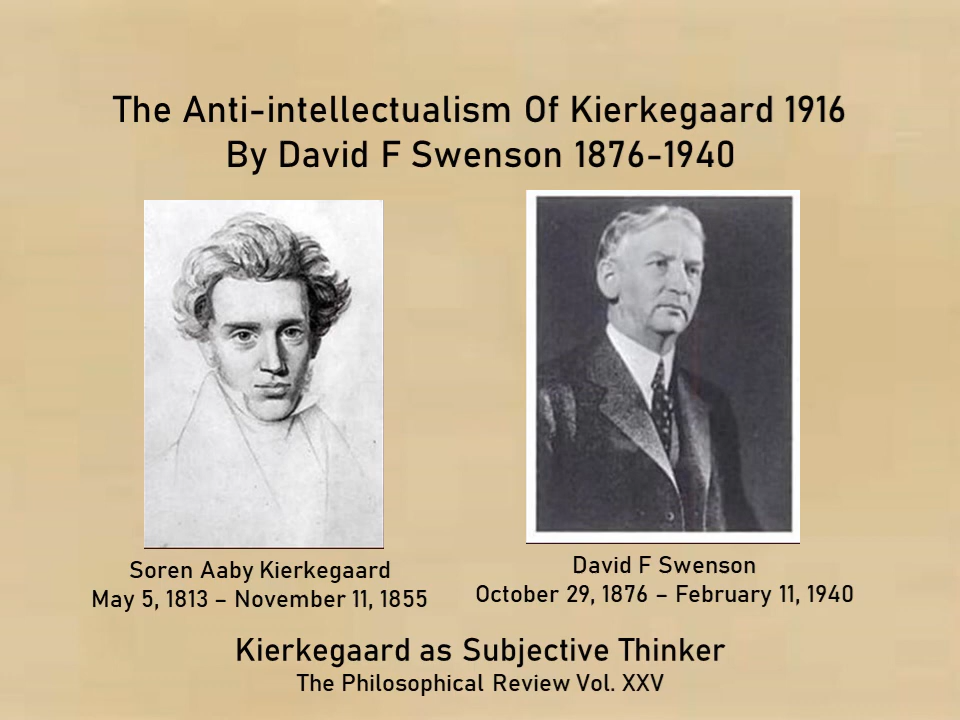 The Anti-intellectualism Of Kierkegaard 1916
By David F Swenson 1876-1940
Soren Aaby Kierkegaard
May 5, 1813 – November 11, 1855
David F Swenson
October 29, 1876 – February 11, 1940
Kierkegaard as Subjective Thinker
The Philosophical Review Vol. XXV